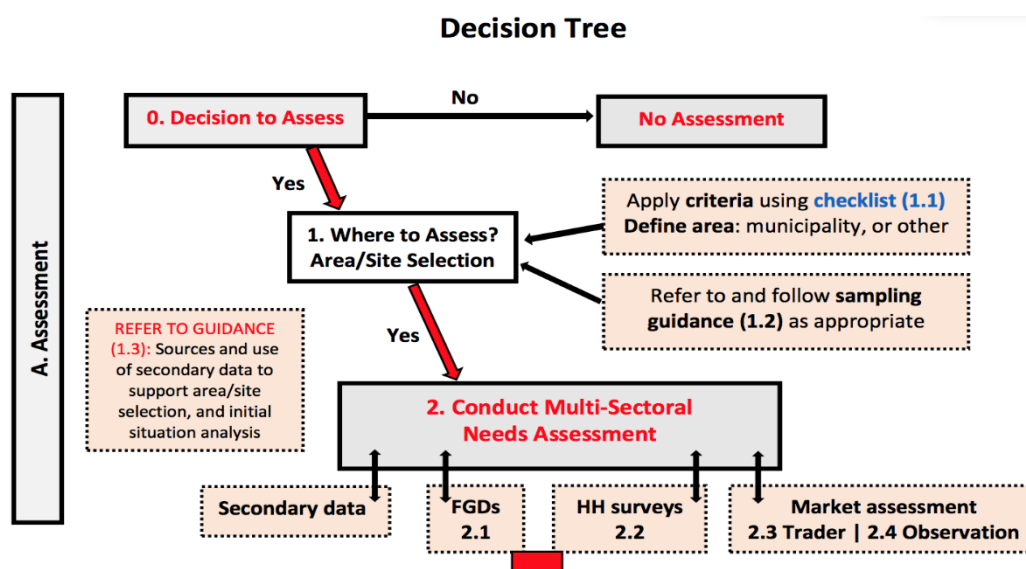 Decision Tree
A. Assessment
0. Decision to Assess
No
No Assessment
Yes
1. Where to Assess?
Area/Site Selection
Apply criteria using checklist (1.1)
Define area: municipality, or other
Refer to and follow sampling
guidance (1.2) as appropriate
REFER TO GUIDANCE
(1.3): Sources and use
of secondary data to
support area/site
selection, and initial
situation analysis
Yes
2. Conduct Multi-Sectoral
Needs Assessment
Secondary data
FGDs
2.1
HH surveys
2.2
Market assessment
2.3 Trader | 2.4 Observation